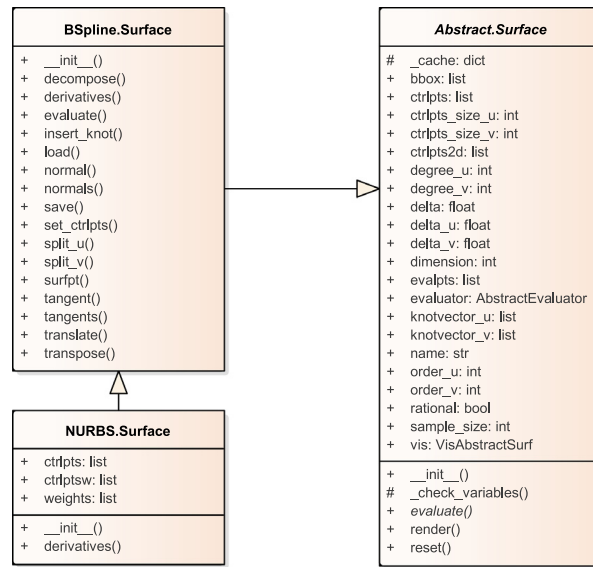 BSpline.Surface
+ __init__()
+ decompose()
+ derivatives()
+ evaluate()
+ insert_knot()
+ load()
+ normal()
+ normals()
+ save()
+ set_ctrlpts()
+ split_u()
+ split_v()
+ surfpt()
+ tangent()
+ tangents()
+ translate()
+ transpose()
NURBS.Surface
+ ctrlpts: list
+ ctrlptsw: list
+ weights: list
+ __init__()
+ derivatives()
Abstract.Surface
# _cache: dict
+ bbox: list
+ ctrlpts: list
+ ctrlpts_size_u: int
+ ctrlpts_size_v: int
+ ctrlpts2d: list
+ degree_u: int
+ degree_v: int
+ delta: float
+ delta_u: float
+ delta_v: float
+ dimension: int
+ evalpts: list
+ evaluator: AbstractEvaluator
+ knotvector_u: list
+ knotvector_v: list
+ name: str
+ order_u: int
+ order_v: int
+ rational: bool
+ sample_size: int
+ vis: VisAbstractSurf
+ __init__()
# _check_variables()
+ evaluate()
+ render()
+ reset()